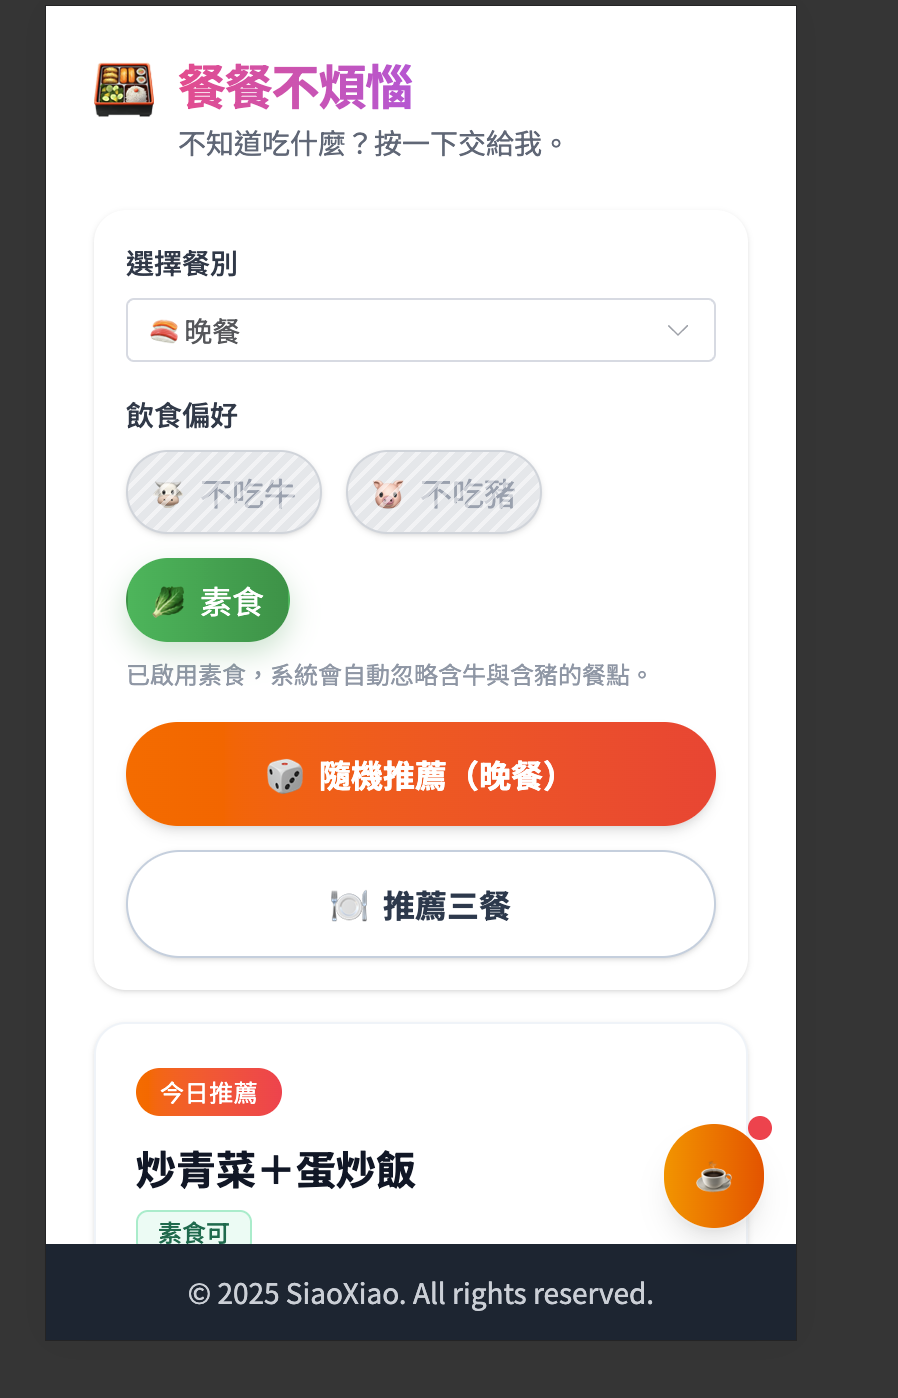 餐餐不煩惱
不知道吃什麼？按一下交給我。
選擇餐別
晚餐
飲食偏好
不吃牛
不吃豬
素食
已啟用素食，系統會自動忽略含牛與含豬的餐點。
隨機推薦（晚餐）
推薦三餐
今日推薦
炒青菜＋蛋炒飯
素食可
© 2025 SiaoXiao. All rights reserved.